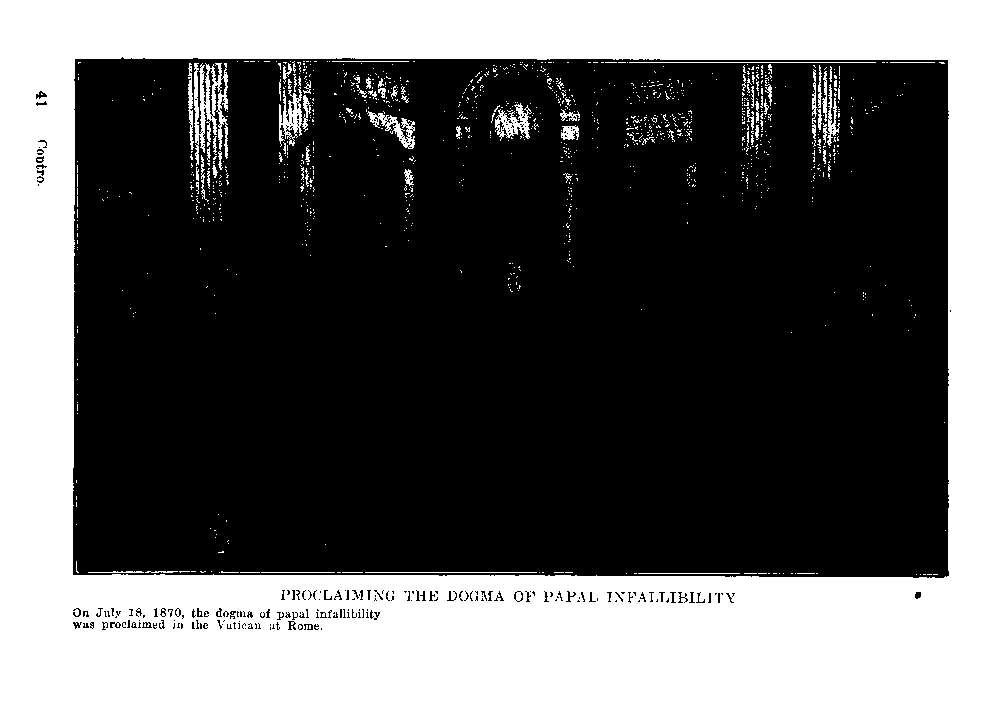 41 Contro.
PROCLAIMING THE DOGMA OF PAPAL INFALLIBILITY
On July 18, 1870, the dogma of papal infallibility
was proclaimed in the Vatican at Rome.